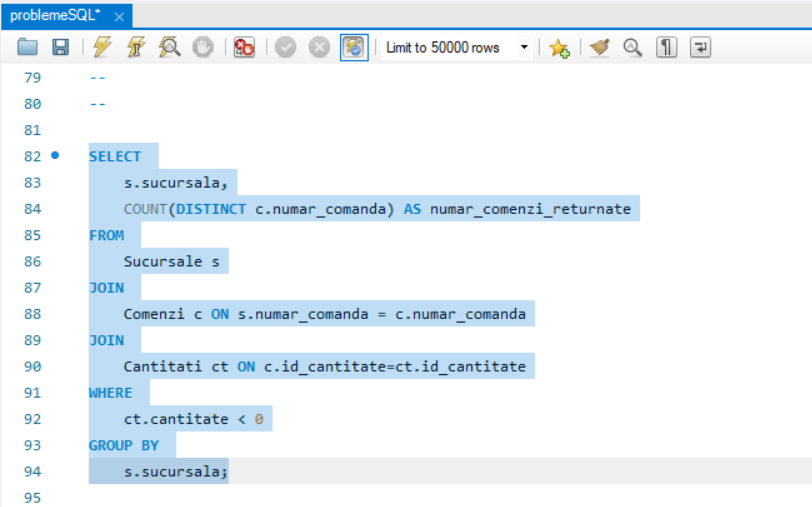 problemeSQL* ×
Limit to 50000 rows
79 --
80 --
81
82 SELECT
83 s.sucursala,
84 COUNT(DISTINCT c.numar_comanda) AS numar_comenzi_returnate
85 FROM
86 Sucursale s
87 JOIN
88 Comenzi c ON s.numar_comanda = c.numar_comanda
89 JOIN
90 Cantitati ct ON c.id_cantitate=ct.id_cantitate
91 WHERE
92 ct.cantitate < 0
93 GROUP BY
94 s.sucursala;
95